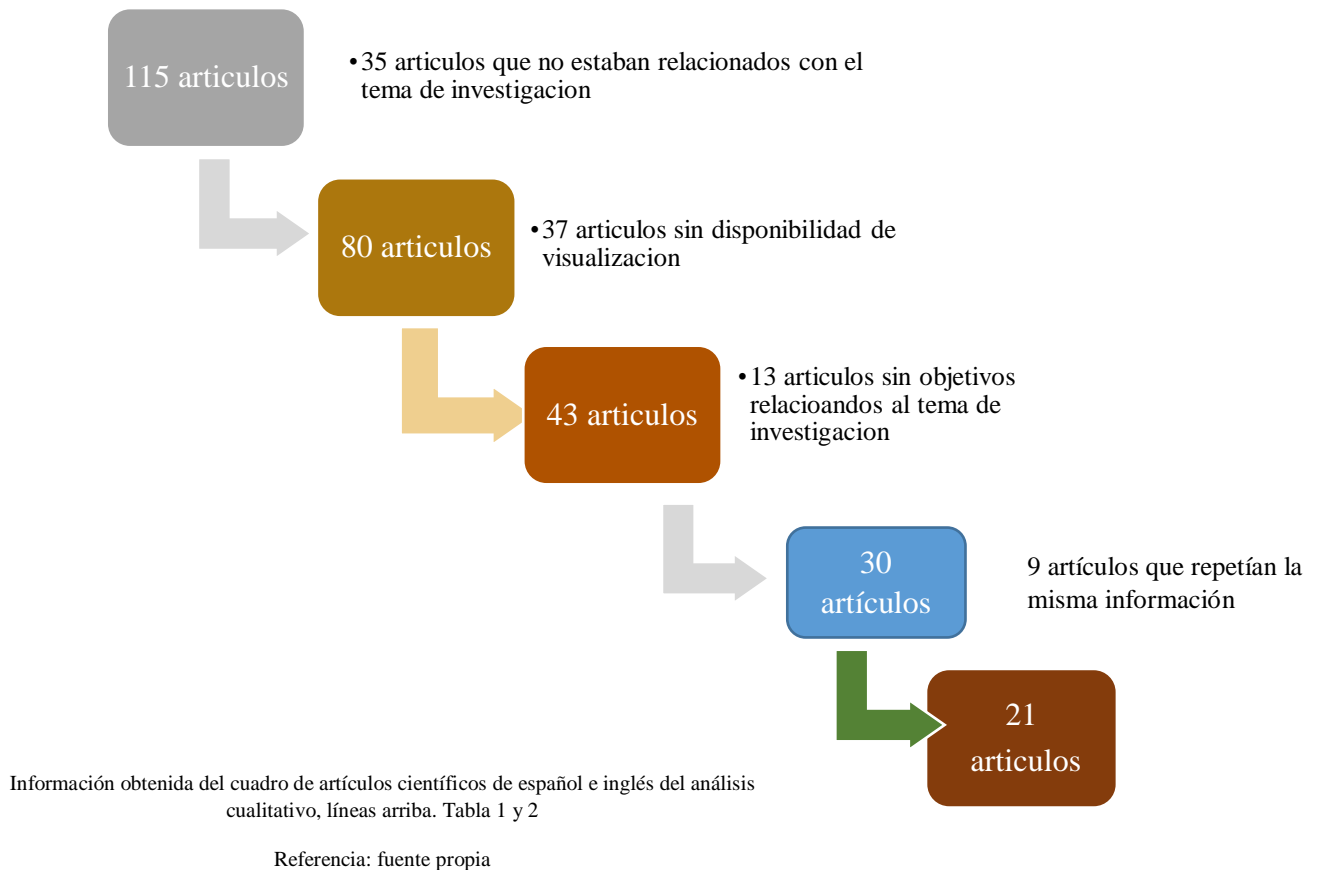 115 articulos
•35 articulos que no estaban relacionados con el
tema de investigacion
80 articulos
•37 articulos sin disponibilidad de
visualizacion
43 articulos
•13 articulos sin objetivos
relacioandos al tema de
investigacion
30
artículos
9 artículos que repetían la
misma información
21
articulos
Información obtenida del cuadro de artículos científicos de español e inglés del análisis
cualitativo, líneas arriba. Tabla 1 y 2
Referencia: fuente propia